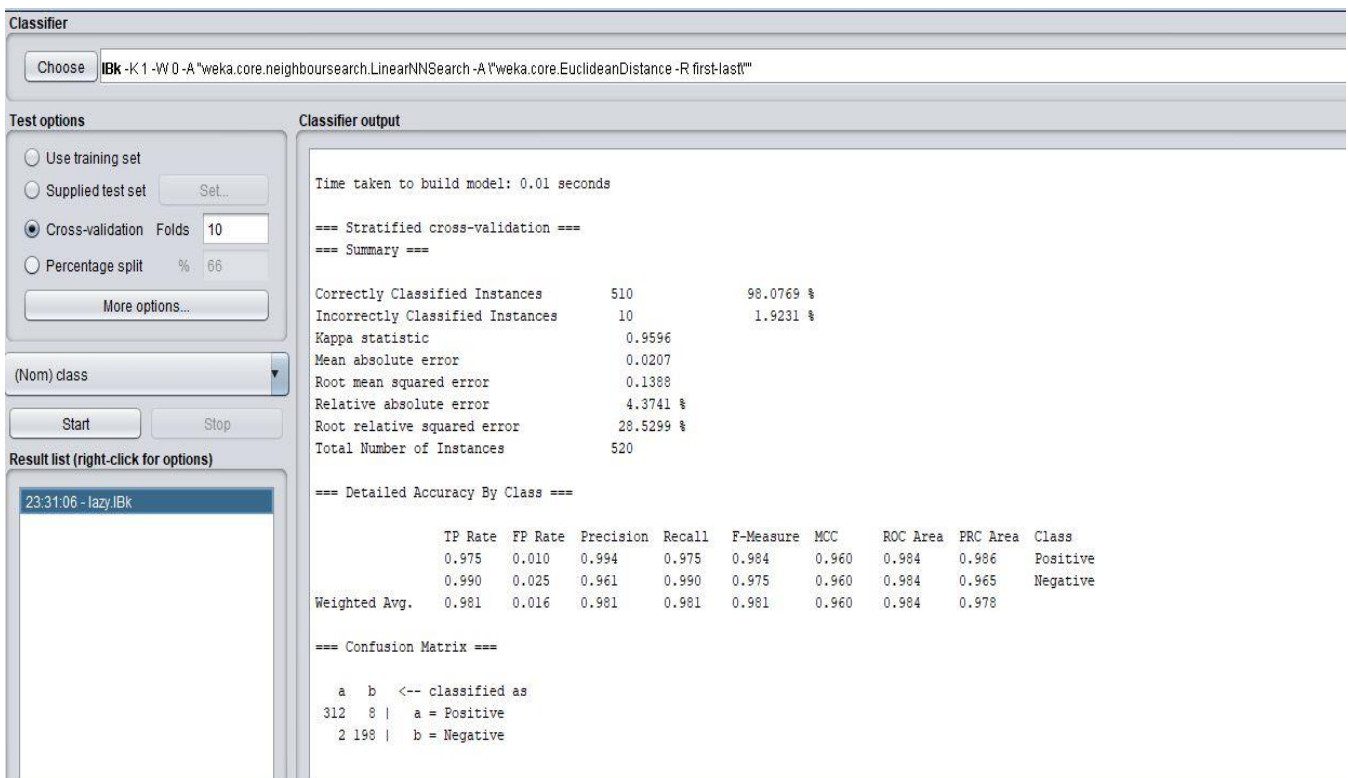 Classifier
Choose IBk -K 1 -W 0 -A "weka.core.neighboursearch.LinearNNSearch -A \"weka.core.EuclideanDistance -R first-last\""
Test options
Use training set
Supplied test set Set...
Cross-validation Folds 10
Percentage split % 66
More options...
(Nom) class
Start Stop
Result list (right-click for options)
23:31:06 - lazy.IBk
Classifier output
Time taken to build model: 0.01 seconds
=== Stratified cross-validation ===
=== Summary ===
Correctly Classified Instances 510 98.0769 %
Incorrectly Classified Instances 10 1.9231 %
Kappa statistic 0.9596
Mean absolute error 0.0207
Root mean squared error 0.1388
Relative absolute error 4.3741 %
Root relative squared error 28.5299 %
Total Number of Instances 520
=== Detailed Accuracy By Class ===
TP Rate FP Rate Precision Recall F-Measure MCC ROC Area PRC Area Class
0.975 0.010 0.994 0.975 0.984 0.960 0.984 0.986 Positive
0.990 0.025 0.961 0.990 0.975 0.960 0.984 0.965 Negative
Weighted Avg. 0.981 0.016 0.981 0.981 0.981 0.960 0.984 0.978
=== Confusion Matrix ===
a b <-- classified as
312 8 | a = Positive
2 198 | b = Negative